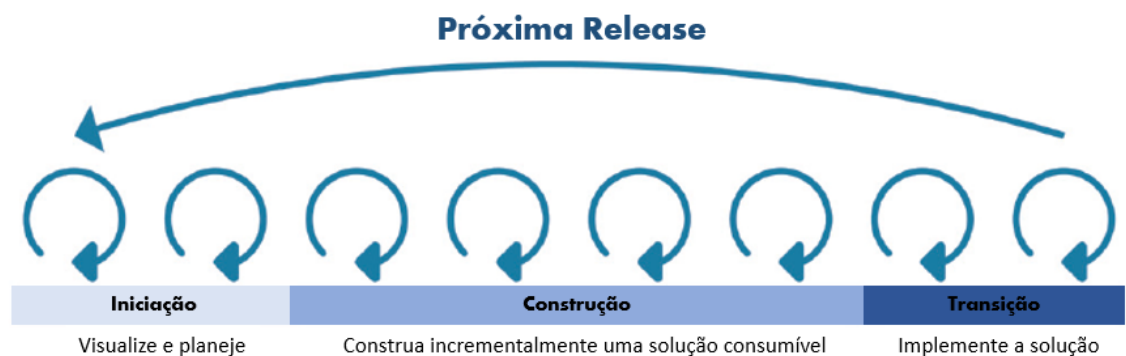 Próxima Release
Iniciação
Construção
Transição
Visualize e planeje
Construa incrementalmente uma solução consumível
Implemente a solução